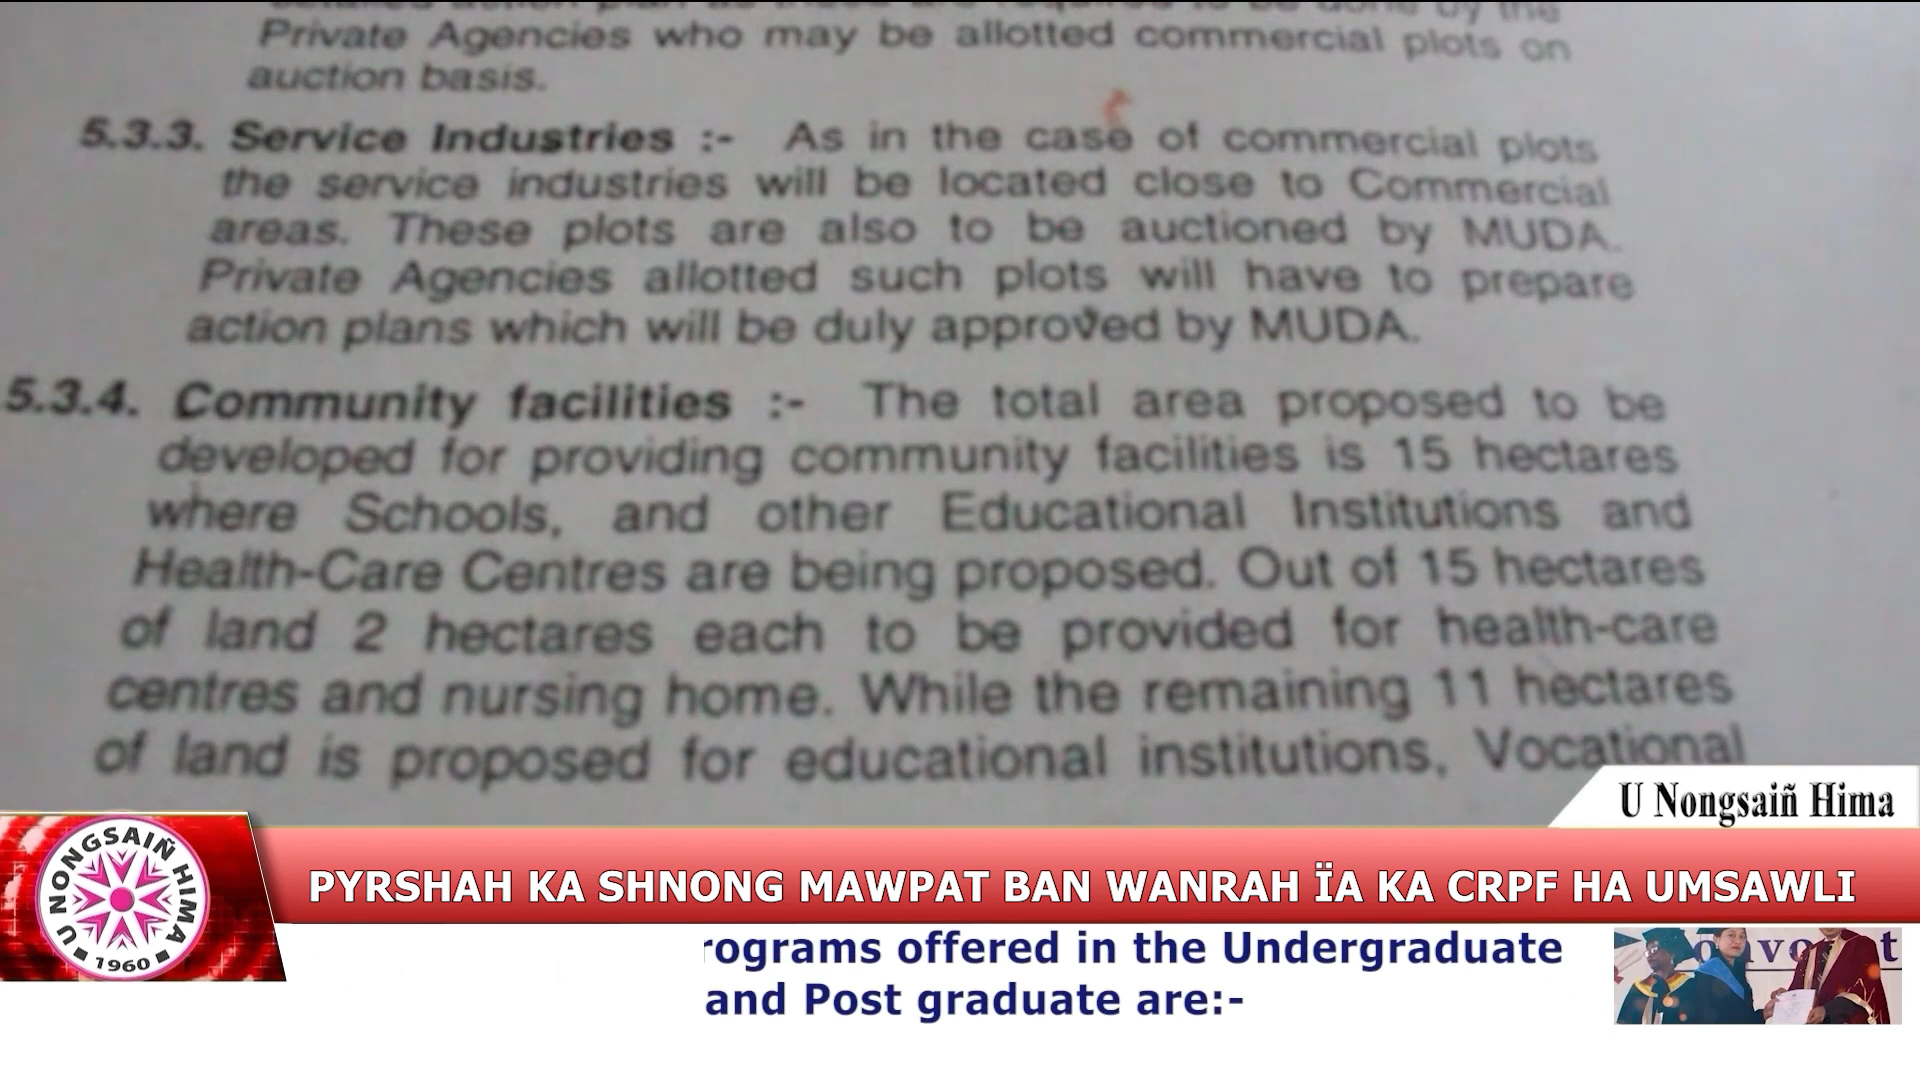 Private Agencies who may be allotted commercial plots on
auction basis.
5.3.3. Service Industries :- As in the case of commercial plots
the service industries will be located close to Commercial
areas. These plots are also to be auctioned by MUDA.
Private Agencies allotted such plots will have to prepare
action plans which will be duly approved by MUDA.
5.3.4. Community facilities :- The total area proposed to be
developed for providing community facilities is 15 hectares
where Schools, and other Educational Institutions and
Health-Care Centres are being proposed. Out of 15 hectares
of land 2 hectares each to be provided for health-care
centres and nursing home. While the remaining 11 hectares
of land is proposed for educational institutions, Vocational
U Nongsaiñ Hima
U NONGSAIÑ HIMA
1960
PYRSHAH KA SHNONG MAWPAT BAN WANRAH ÏA KA CRPF HA UMSAWLI
rograms offered in the Undergraduate
and Post graduate are:-